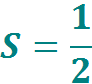 S = 1/2